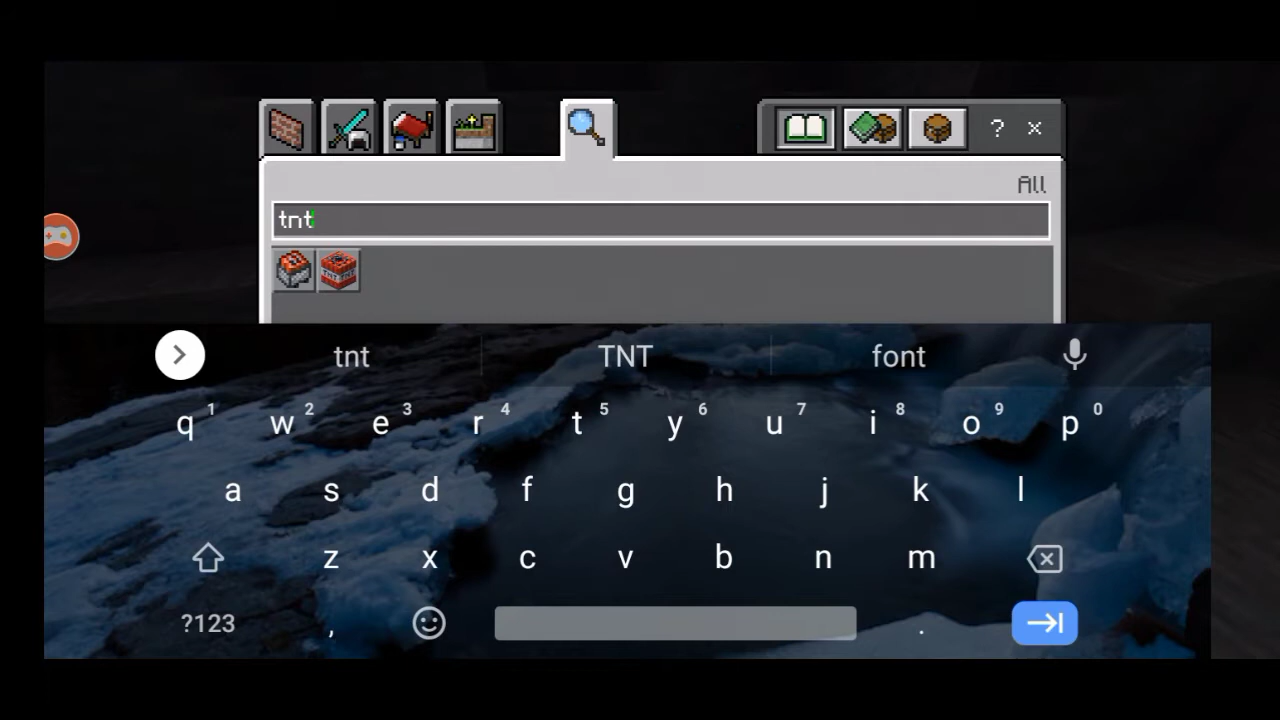 ? ×
All
tnt
tnt TNT font
q1 w2 e3 r4 t5 y6 u7 i8 o9 p0
a s d f g h j k l
z x c v b n m
?123 , .